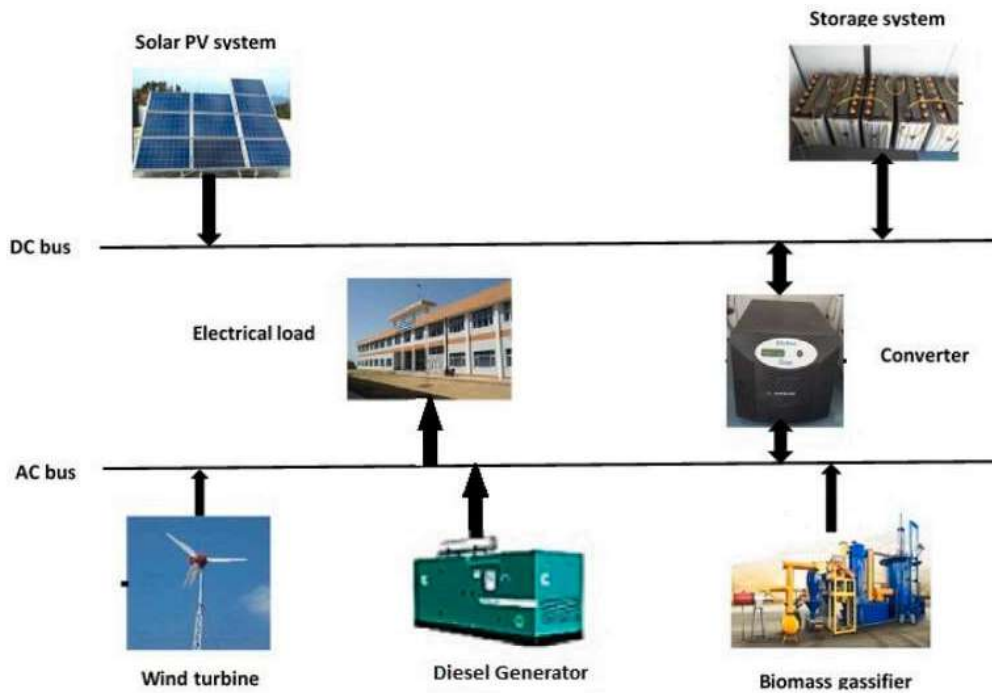 Storage system
Solar PV system
DC bus
Electrical load
Converter
AC bus
Wind turbine
Diesel Generator
Biomass gassifier